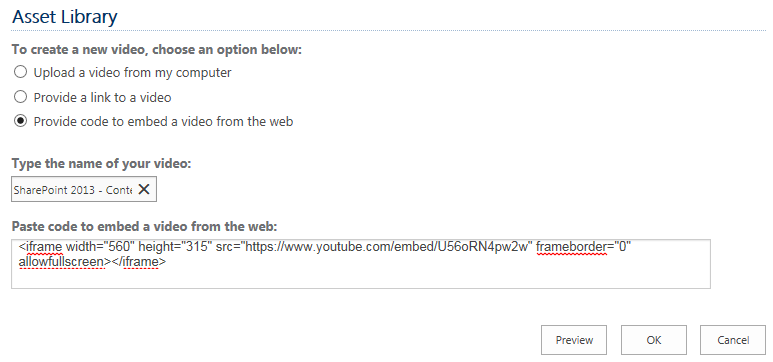 Asset Library
To create a new video, choose an option below:
Upload a video from my computer
Provide a link to a video
Provide code to embed a video from the web
Type the name of your video:
SharePoint 2013 - Conte
Paste code to embed a video from the web:
<iframe width="560" height="315" src="https://www.youtube.com/embed/U56oRN4pw2w" frameborder="0"
allowfullscreen></iframe>
Preview OK Cancel